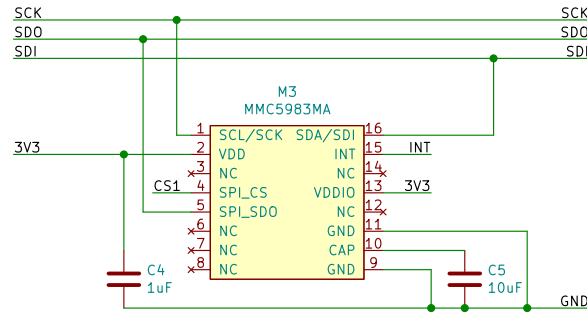 SCK SCK
SDO SDO
SDI SDI
M3
MMC5983MA
1 SCL/SCK SDA/SDI 16
3V3 2 VDD INT 15 INT
3 NC NC 14
CS1 4 SPI_CS VDDIO 13 3V3
5 SPI_SDO NC 12
6 NC GND 11
7 NC CAP 10
8 NC GND 9
C4 C5
1uF 10uF
GND